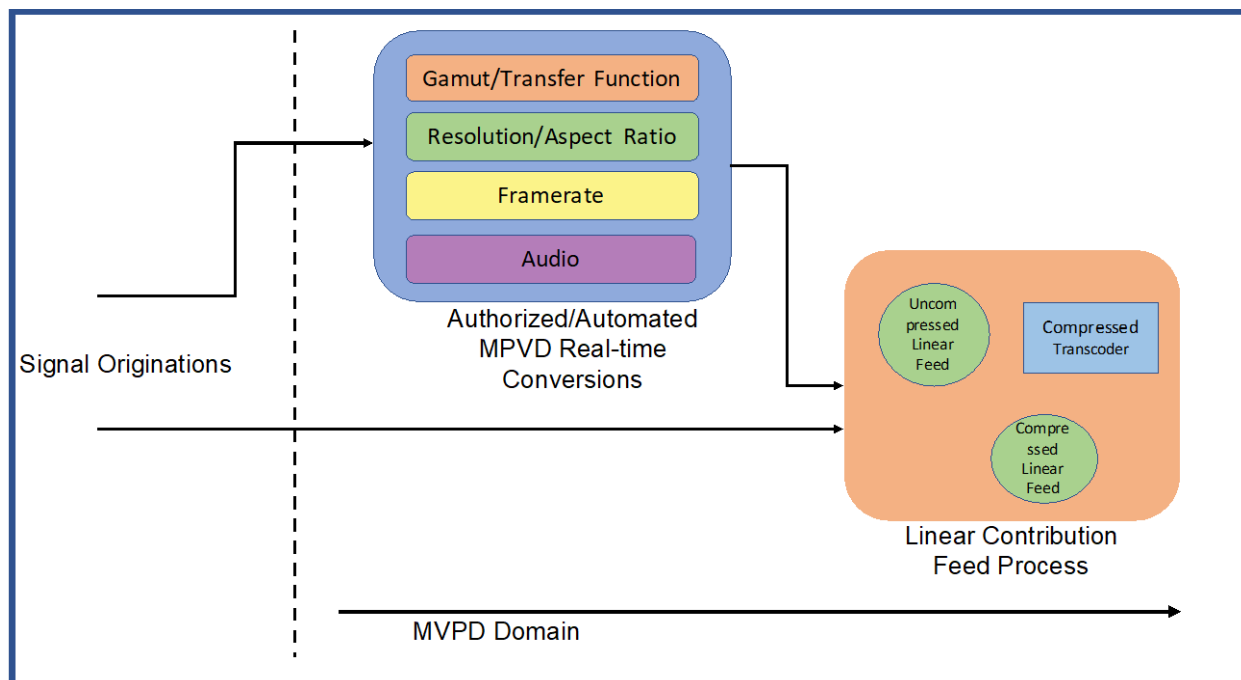 Gamut/Transfer Function
Resolution/Aspect Ratio
Framerate
Audio
Authorized/Automated
MPVD Real-time
Conversions
Signal Originations
Uncom
pressed
Linear
Feed
Compressed
Transcoder
Compre
ssed
Linear
Feed
Linear Contribution
Feed Process
MVPD Domain